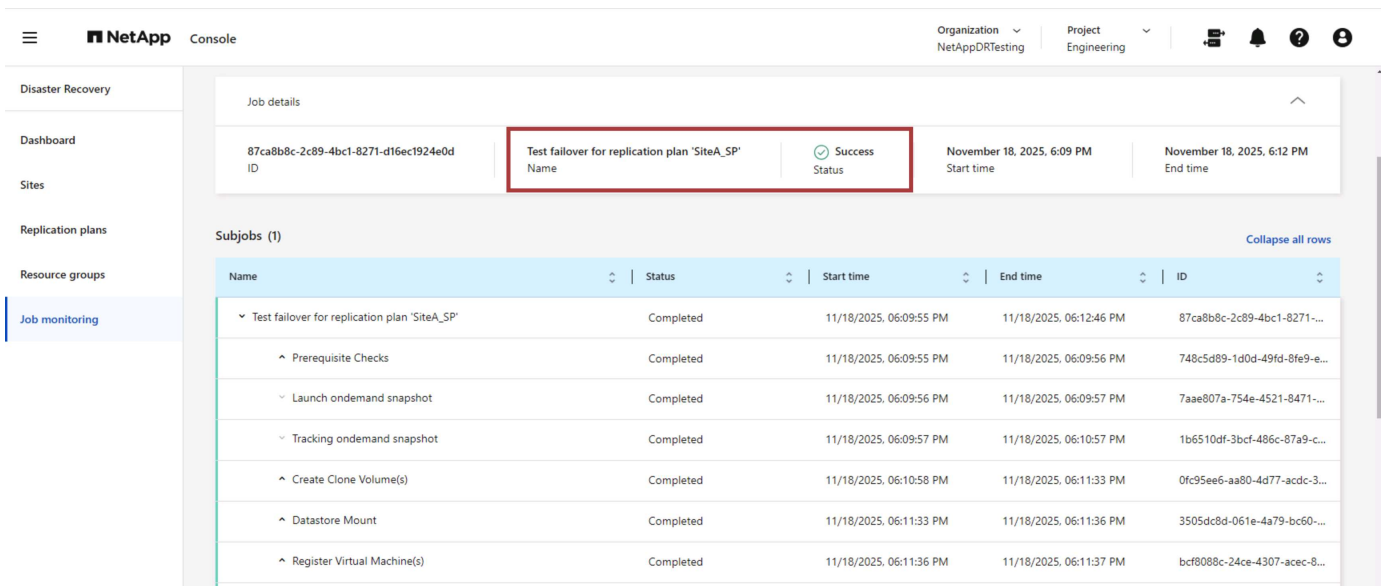 NetApp Console
Organization
NetAppDRTesting
Project
Engineering
Disaster Recovery
Dashboard
Sites
Replication plans
Resource groups
Job monitoring
Job details
87ca8b8c-2c89-4bc1-8271-d16ec1924e0d
ID
Test failover for replication plan 'SiteA_SP'
Name
Success
Status
November 18, 2025, 6:09 PM
Start time
November 18, 2025, 6:12 PM
End time
Subjobs (1)
Collapse all rows
Name Status Start time End time ID
Test failover for replication plan 'SiteA_SP' Completed 11/18/2025, 06:09:55 PM 11/18/2025, 06:12:46 PM 87ca8b8c-2c89-4bc1-8271-...
Prerequisite Checks Completed 11/18/2025, 06:09:55 PM 11/18/2025, 06:09:56 PM 748c5d89-1d0d-49fd-8fe9-e...
Launch ondemand snapshot Completed 11/18/2025, 06:09:56 PM 11/18/2025, 06:09:57 PM 7aae807a-754e-4521-8471-...
Tracking ondemand snapshot Completed 11/18/2025, 06:09:57 PM 11/18/2025, 06:10:57 PM 1b6510df-3bcf-486c-87a9-c...
Create Clone Volume(s) Completed 11/18/2025, 06:10:58 PM 11/18/2025, 06:11:33 PM 0fc95ee6-aa80-4d77-acdc-3...
Datastore Mount Completed 11/18/2025, 06:11:33 PM 11/18/2025, 06:11:36 PM 3505dc8d-061e-4a79-bc60-...
Register Virtual Machine(s) Completed 11/18/2025, 06:11:36 PM 11/18/2025, 06:11:37 PM bcf8088c-24ce-4307-acec-8...